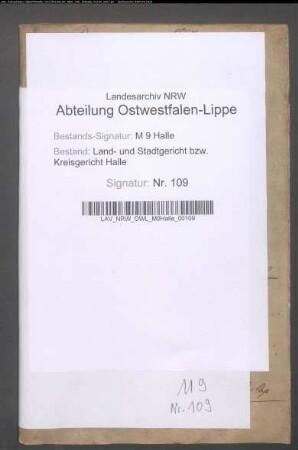 Landesarchiv NRW
Abteilung Ostwestfalen-Lippe
Bestands-Signatur: M 9 Halle
Bestand: Land- und Stadtgericht bzw.
Kreisgericht Halle
Signatur: Nr. 109
LAV_NRW_OWL_M9Halle_00109
M9
Nr. 109